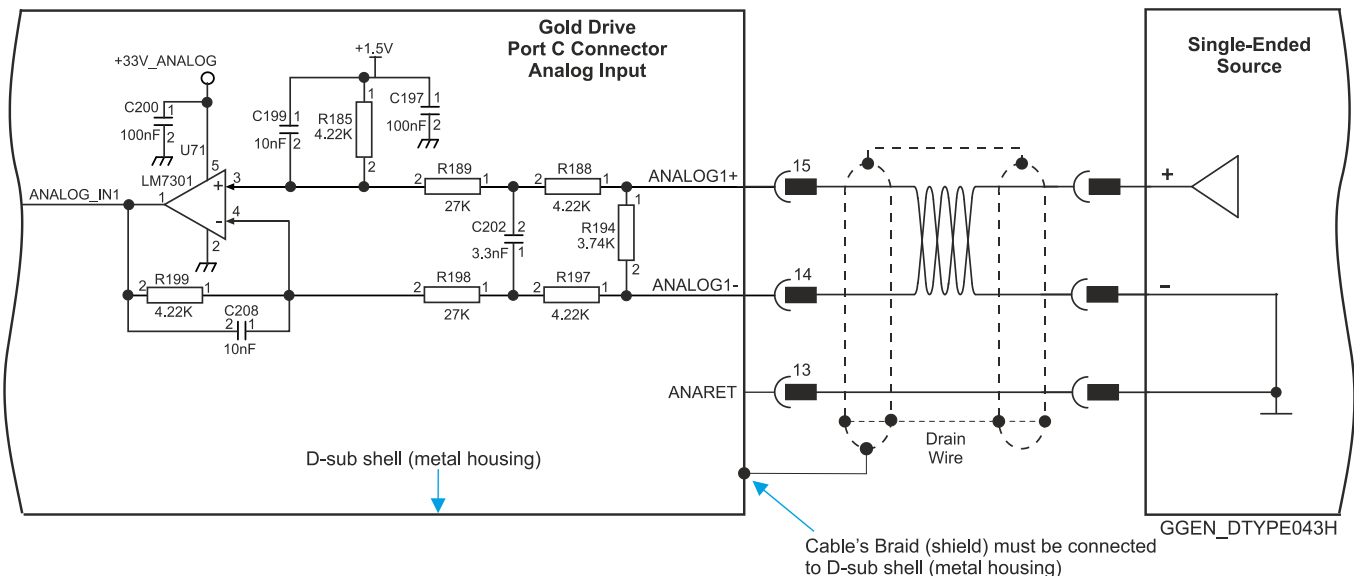 Gold Drive
Port C Connector
Analog Input
Single-Ended
Source
+33V_ANALOG
+1.5V
C200
1
100nF
2
U71
C199
1
10nF
2
R185
4.22K
1
2
C197
1
100nF
2
LM7301
5
+
3
-
4
1
2
ANALOG_IN1
R189
2
1
27K
R188
2
1
4.22K
ANALOG1+
15
C202
2
3.3nF
1
R194
3.74K
1
2
R199
2
1
4.22K
C208
2
1
10nF
R198
2
1
27K
R197
2
1
4.22K
ANALOG1-
14
+
-
ANARET
13
Drain
Wire
D-sub shell (metal housing)
Cable's Braid (shield) must be connected
to D-sub shell (metal housing)
GGEN_DTYPE043H